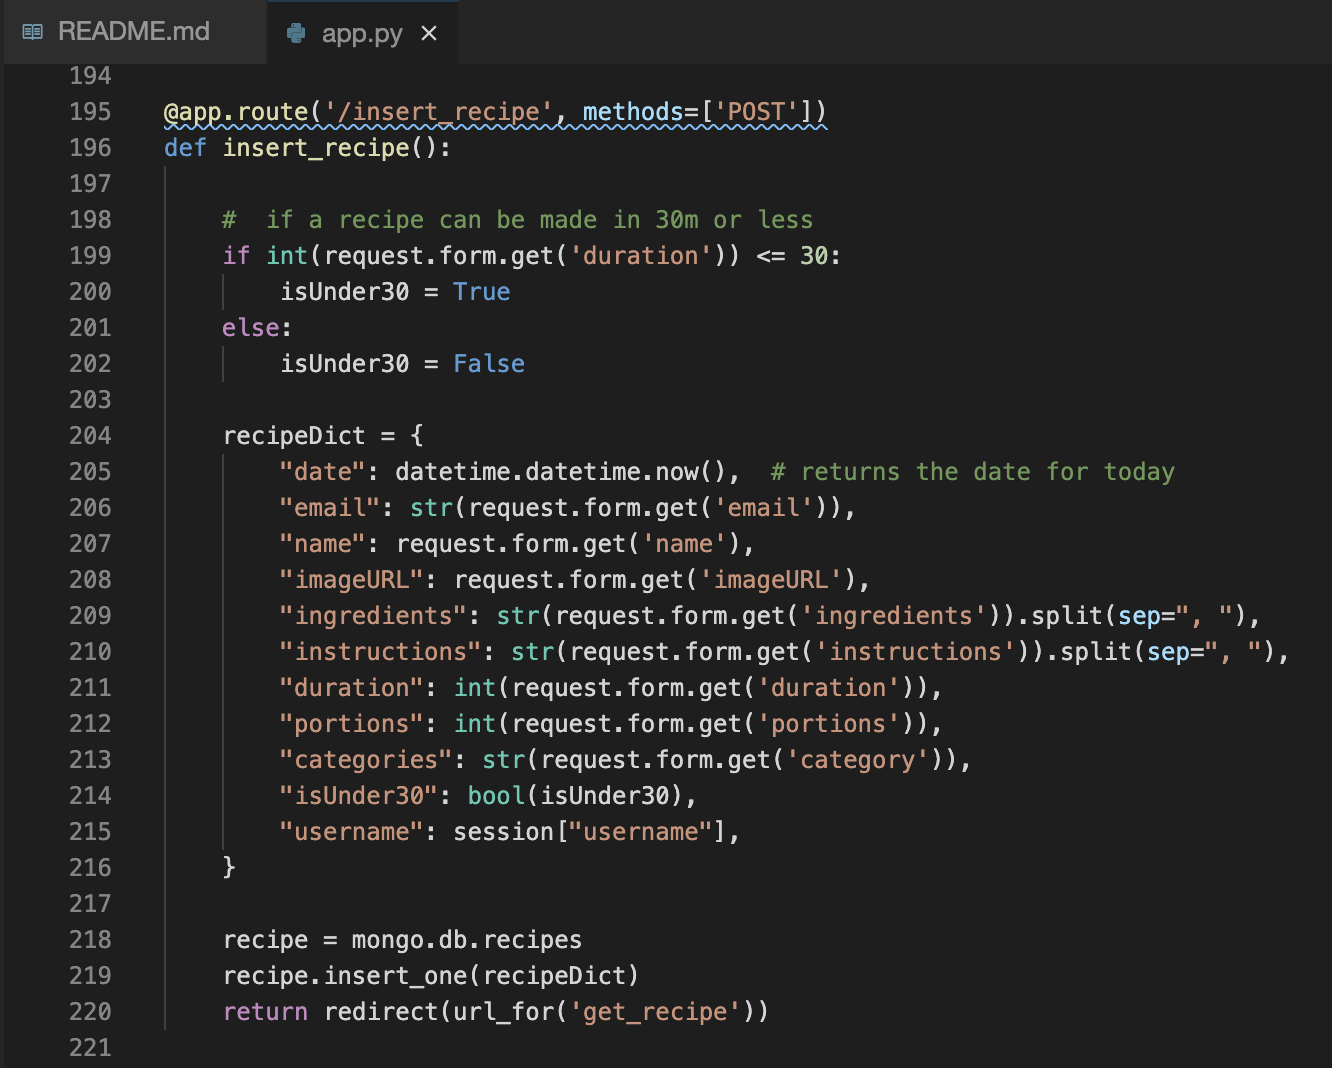 README.md
app.py
194
195 @app.route('/insert_recipe', methods=['POST'])
196 def insert_recipe():
197
198     #  if a recipe can be made in 30m or less
199     if int(request.form.get('duration')) <= 30:
200         isUnder30 = True
201     else:
202         isUnder30 = False
203
204     recipeDict = {
205         "date": datetime.datetime.now(),  # returns the date for today
206         "email": str(request.form.get('email')),
207         "name": request.form.get('name'),
208         "imageURL": request.form.get('imageURL'),
209         "ingredients": str(request.form.get('ingredients')).split(sep=", "),
210         "instructions": str(request.form.get('instructions')).split(sep=", "),
211         "duration": int(request.form.get('duration')),
212         "portions": int(request.form.get('portions')),
213         "categories": str(request.form.get('category')),
214         "isUnder30": bool(isUnder30),
215         "username": session["username"],
216     }
217
218     recipe = mongo.db.recipes
219     recipe.insert_one(recipeDict)
220     return redirect(url_for('get_recipe'))
221